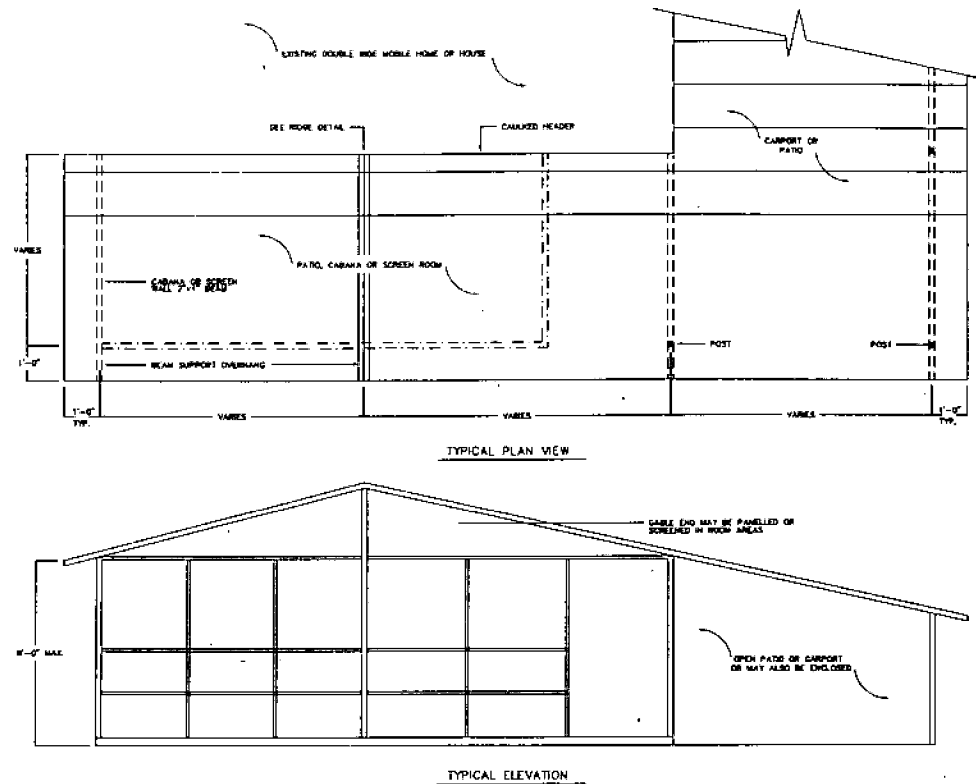 EXISTING DOUBLE WIDE MOBILE HOME OR HOUSE
SEE RIDGE DETAIL
CAULKED HEADER
CARPORT OR
PATIO
VARIES
PATIO, CABANA OR SCREEN ROOM
CABANA OR SCREEN
WALL
BEAM
1'-0"
BEAM SUPPORT OVERHANG
POST
POST
1'-0"
TYP.
VARIES
VARIES
VARIES
1'-0"
TYP.
TYPICAL PLAN VIEW
GABLE END MAY BE PANELLED OR
SCREENED IN ROOM AREAS
-0" MAX.
OPEN PATIO OR CARPORT
OR MAY ALSO BE ENCLOSED
TYPICAL ELEVATION